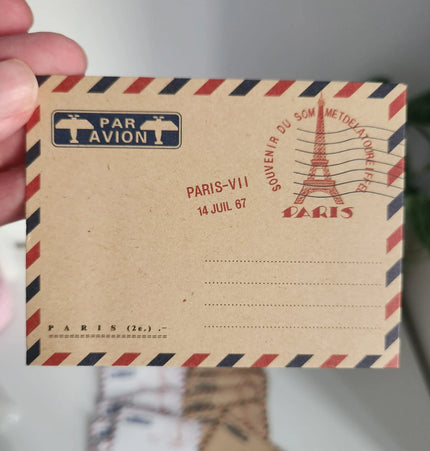 PAR
AVION
SOUVENIR DU SOMMET DE LA TOUR EIFFEL
PARIS
PARIS-VII
14 JUIL 67
PARIS (2e.) .–